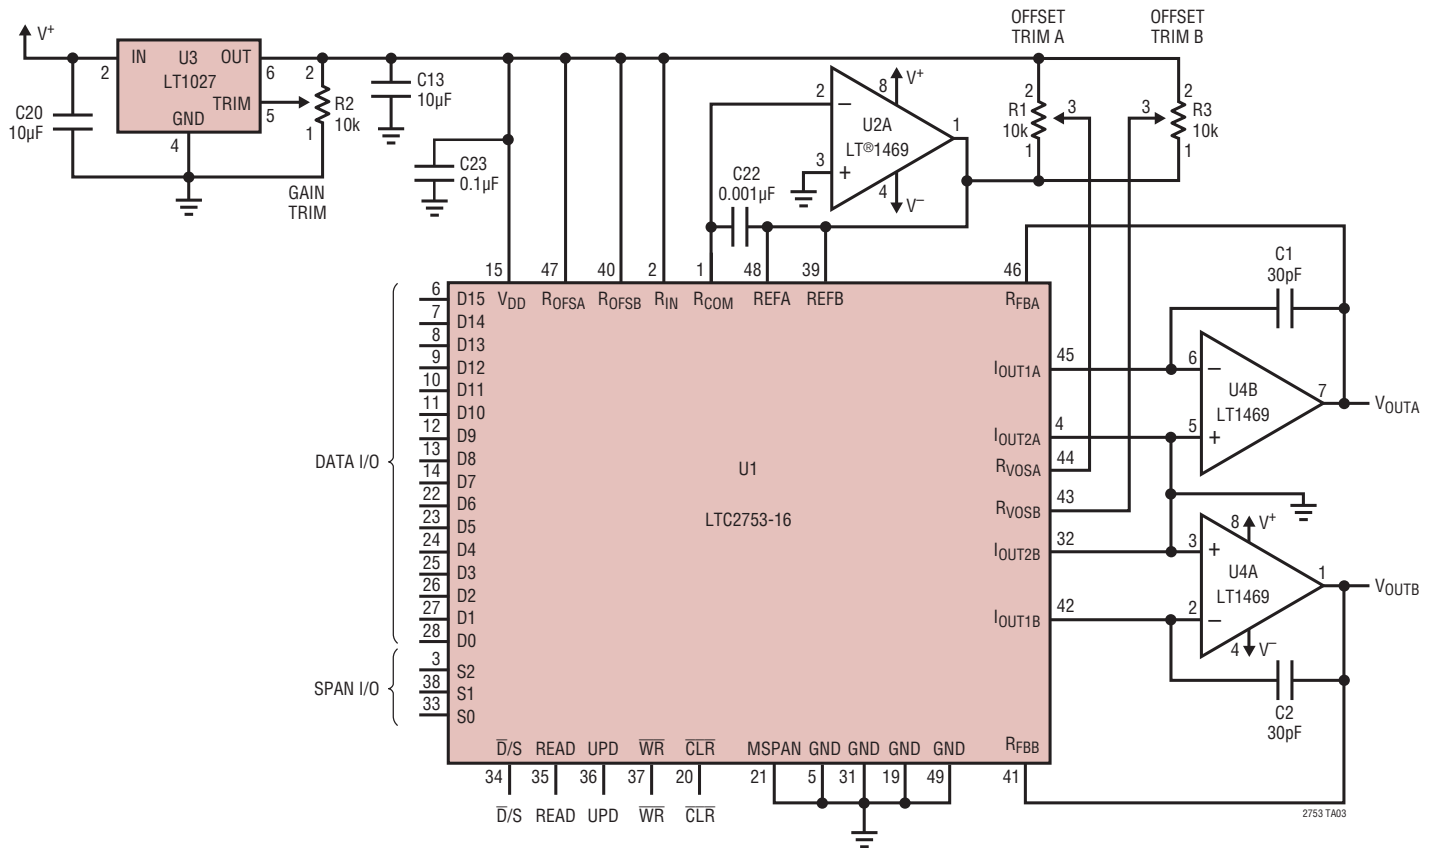 OFFSET
TRIM A
OFFSET
TRIM B
V+
2
IN
U3
OUT
LT1027
TRIM
GND
6
5
4
C20
10µF
2
R2
10k
1
GAIN
TRIM
C13
10µF
C23
0.1µF
C22
0.001µF
2
3
8
V+
U2A
LT®1469
1
4
V−
2
R1
10k
3
1
3
2
R3
10k
1
15
47
40
2
1
48
39
46
VDD
ROFSA
ROFSB
RIN
RCOM
REFA
REFB
RFBA
6
D15
7
D14
8
D13
9
D12
10
D11
11
D10
12
D9
13
D8
14
D7
22
D6
23
D5
24
D4
25
D3
26
D2
27
D1
28
D0
DATA I/O
3
S2
38
S1
33
S0
SPAN I/O
U1
LTC2753-16
IOUT1A
45
IOUT2A
4
RVOSA
44
RVOSB
43
IOUT2B
32
IOUT1B
42
RFBB
41
C1
30pF
6
5
U4B
LT1469
7
VOUTA
3
2
8
V+
U4A
LT1469
1
4
V−
VOUTB
C2
30pF
D/S
READ
UPD
WR
CLR
MSPAN
GND
GND
GND
GND
34
35
36
37
20
21
5
31
19
49
D/S
READ
UPD
WR
CLR
2753 TA03